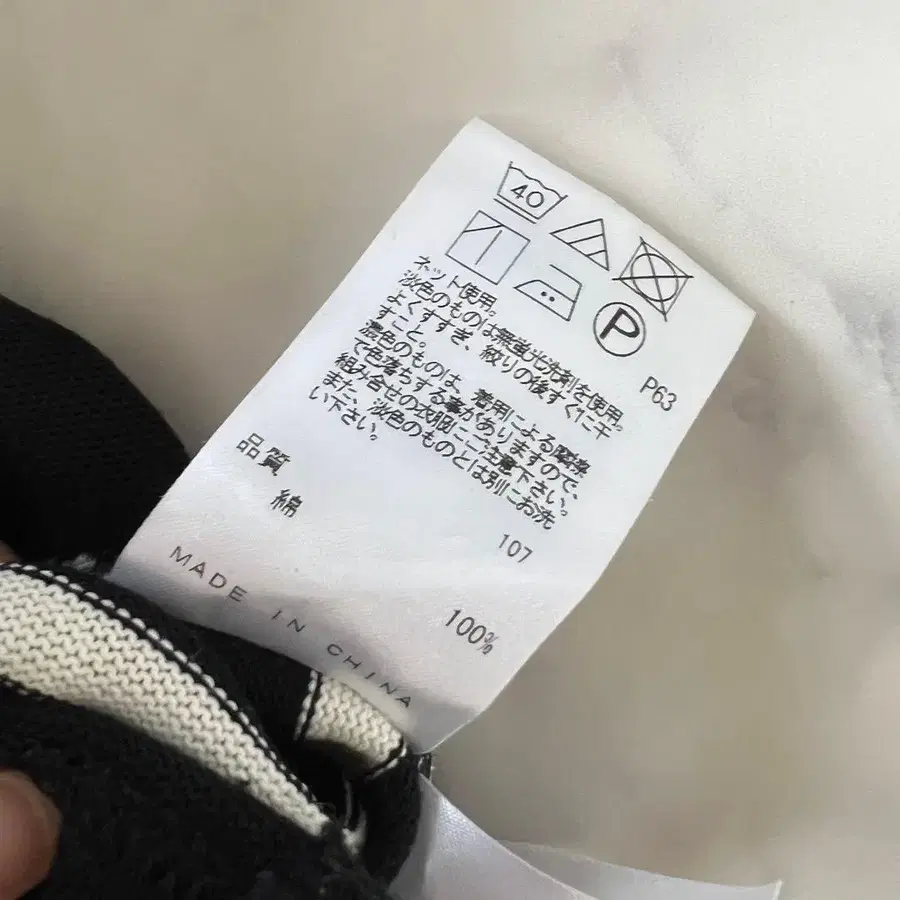 40
P
P63
ネット使用。
淡色のものは無蛍光洗剤を使用。
よくすすぎ、絞りの後すぐに干
すこと。
濃色のものは、着用による摩擦
で色落ちする事がありますので、
組み合せの衣服にご注意下さい。
また、淡色のものとは別にお洗
い下さい。
107
品質
綿 100%
MADE IN CHINA